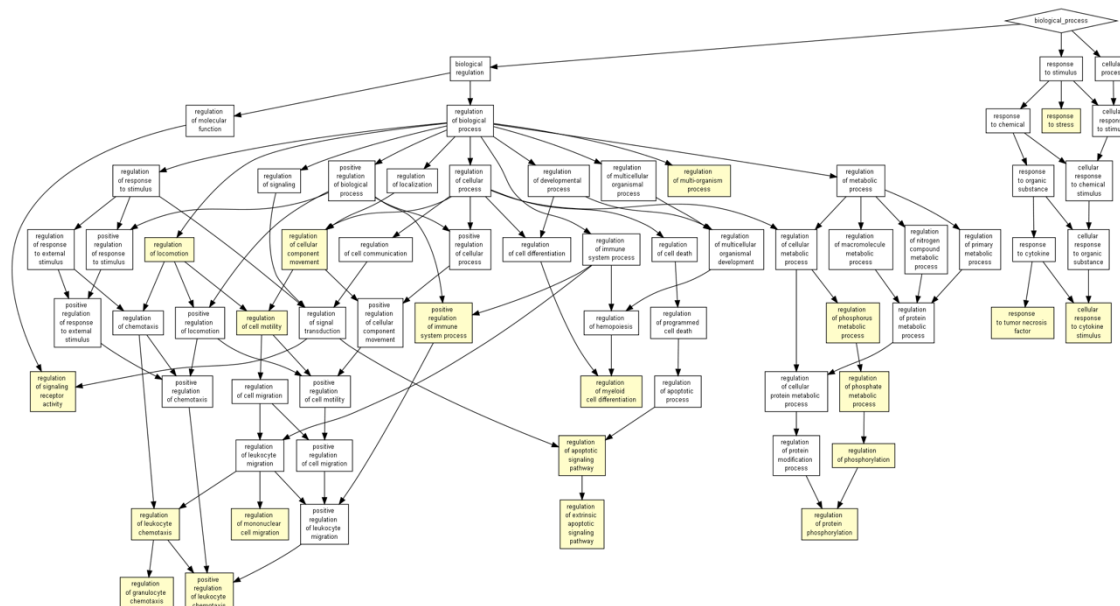 biological_process
biological
regulation
response
to stimulus
cellular
process
regulation
of molecular
function
regulation
of biological
process
response
to chemical
response
to stress
cellular
response
to stimulus
regulation
of response
to stimulus
regulation
of signaling
positive
regulation
of biological
process
regulation
of localization
regulation
of cellular
process
regulation
of developmental
process
regulation
of multicellular
organismal
process
regulation
of multi-organism
process
regulation
of metabolic
process
response
to organic
substance
cellular
response
to chemical
stimulus
regulation
of response
to external
stimulus
positive
regulation
of response
to stimulus
regulation
of locomotion
regulation
of cellular
component
movement
regulation
of cell
communication
positive
regulation
of cellular
process
regulation
of cell differentiation
regulation
of immune
system process
regulation
of cell death
regulation
of multicellular
organismal
development
regulation
of cellular
metabolic
process
regulation
of macromolecule
metabolic
process
regulation
of nitrogen
compound
metabolic
process
regulation
of primary
metabolic
process
response
to cytokine
cellular
response
to organic
substance
positive
regulation
of response
to external
stimulus
regulation
of chemotaxis
positive
regulation
of locomotion
regulation
of cell motility
regulation
of signal
transduction
positive
regulation
of cellular
component
movement
positive
regulation
of immune
system process
regulation
of hemopoiesis
regulation
of programmed
cell death
regulation
of phosphorus
metabolic
process
regulation
of protein
metabolic
process
response
to tumor necrosis
factor
cellular
response
to cytokine
stimulus
regulation
of signaling
receptor
activity
positive
regulation
of chemotaxis
regulation
of cell migration
positive
regulation
of cell motility
regulation
of myeloid
cell differentiation
regulation
of apoptotic
process
regulation
of cellular
protein metabolic
process
regulation
of phosphate
metabolic
process
regulation
of leukocyte
migration
positive
regulation
of cell migration
regulation
of apoptotic
signaling
pathway
regulation
of protein
modification
process
regulation
of phosphorylation
regulation
of leukocyte
chemotaxis
regulation
of mononuclear
cell migration
positive
regulation
of leukocyte
migration
regulation
of extrinsic
apoptotic
signaling
pathway
regulation
of protein
phosphorylation
regulation
of granulocyte
chemotaxis
positive
regulation
of leukocyte
chemotaxis